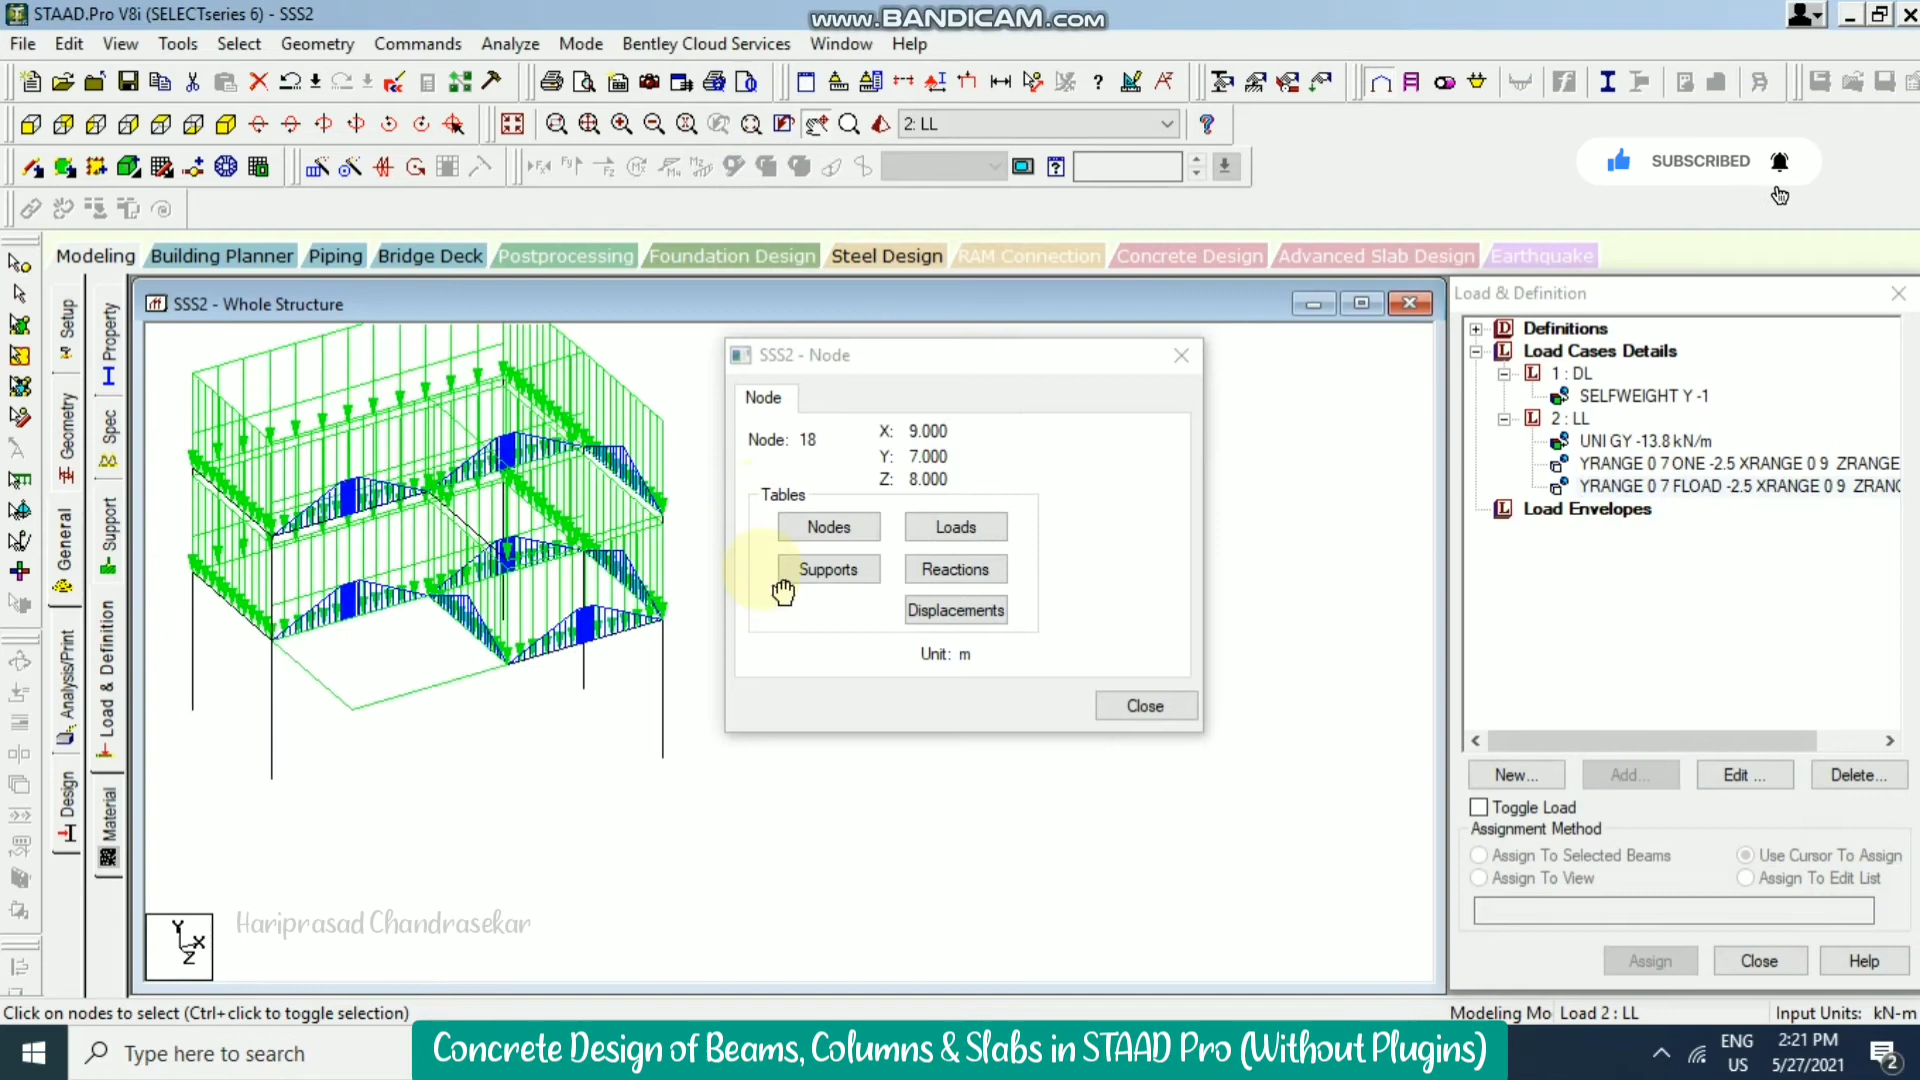 STAAD.Pro V8i (SELECTseries 6) - SSS2
www.BANDICAM.com
File Edit View Tools Select Geometry Commands Analyze Mode Bentley Cloud Services Window Help
2: LL
SUBSCRIBED
Modeling Building Planner Piping Bridge Deck Postprocessing Foundation Design Steel Design RAM Connection Concrete Design Advanced Slab Design Earthquake
Setup
Geometry
General
Analysis/Print
Design
Property
Spec
Support
Load & Definition
Material
SSS2 - Whole Structure
SSS2 - Node
Node
Node: 18
X: 9.000
Y: 7.000
Z: 8.000
Tables
Nodes Loads
Supports Reactions
Displacements
Unit: m
Close
Hariprasad Chandrasekar
Y
X
Z
Load & Definition
Definitions
Load Cases Details
1 : DL
SELFWEIGHT Y -1
2 : LL
UNI GY -13.8 kN/m
YRANGE 0 7 ONE -2.5 XRANGE 0 9 ZRANGE
YRANGE 0 7 FLOAD -2.5 XRANGE 0 9 ZRANG
Load Envelopes
New... Add... Edit ... Delete...
Toggle Load
Assignment Method
Assign To Selected Beams Use Cursor To Assign
Assign To View Assign To Edit List
Assign Close Help
Click on nodes to select (Ctrl+click to toggle selection)
Modeling Mo Load 2 : LL Input Units: kN-m
Type here to search
Concrete Design of Beams, Columns & Slabs in STAAD Pro (Without Plugins)
ENG
US
2:21 PM
5/27/2021
2